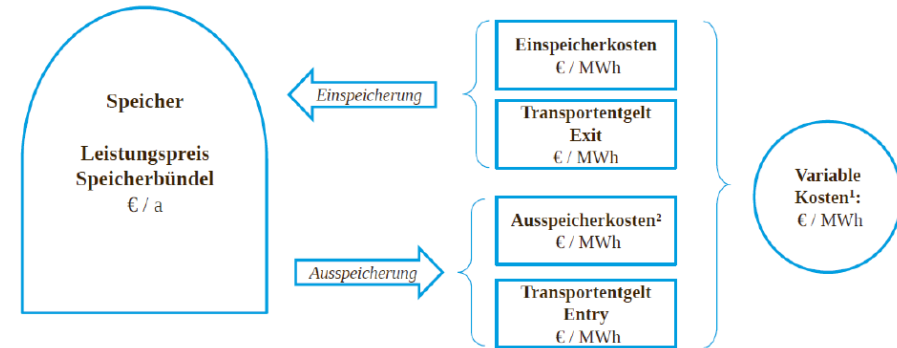 Speicher
Leistungspreis
Speicherbündel
€ / a
Einspeicherung
Ausspeicherung
Einspeicherkosten
€ / MWh
Transportentgelt
Exit
€ / MWh
Ausspeicherkosten²
€ / MWh
Transportentgelt
Entry
€ / MWh
Variable
Kosten¹:
€ / MWh